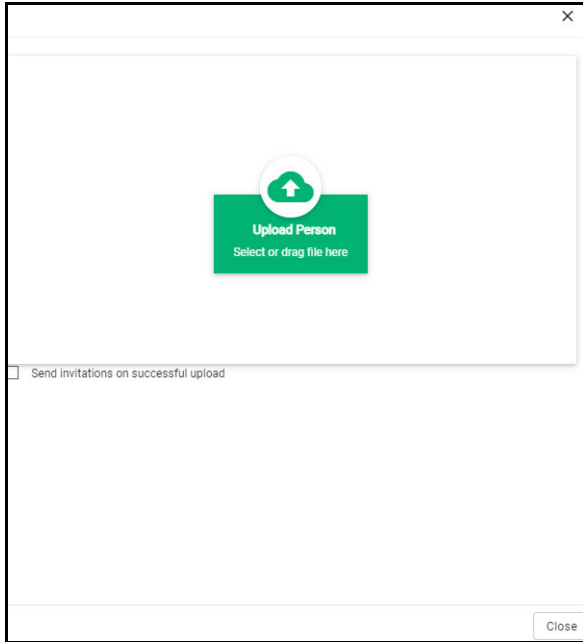 Upload Person
Select or drag file here
Send invitations on successful upload
Close